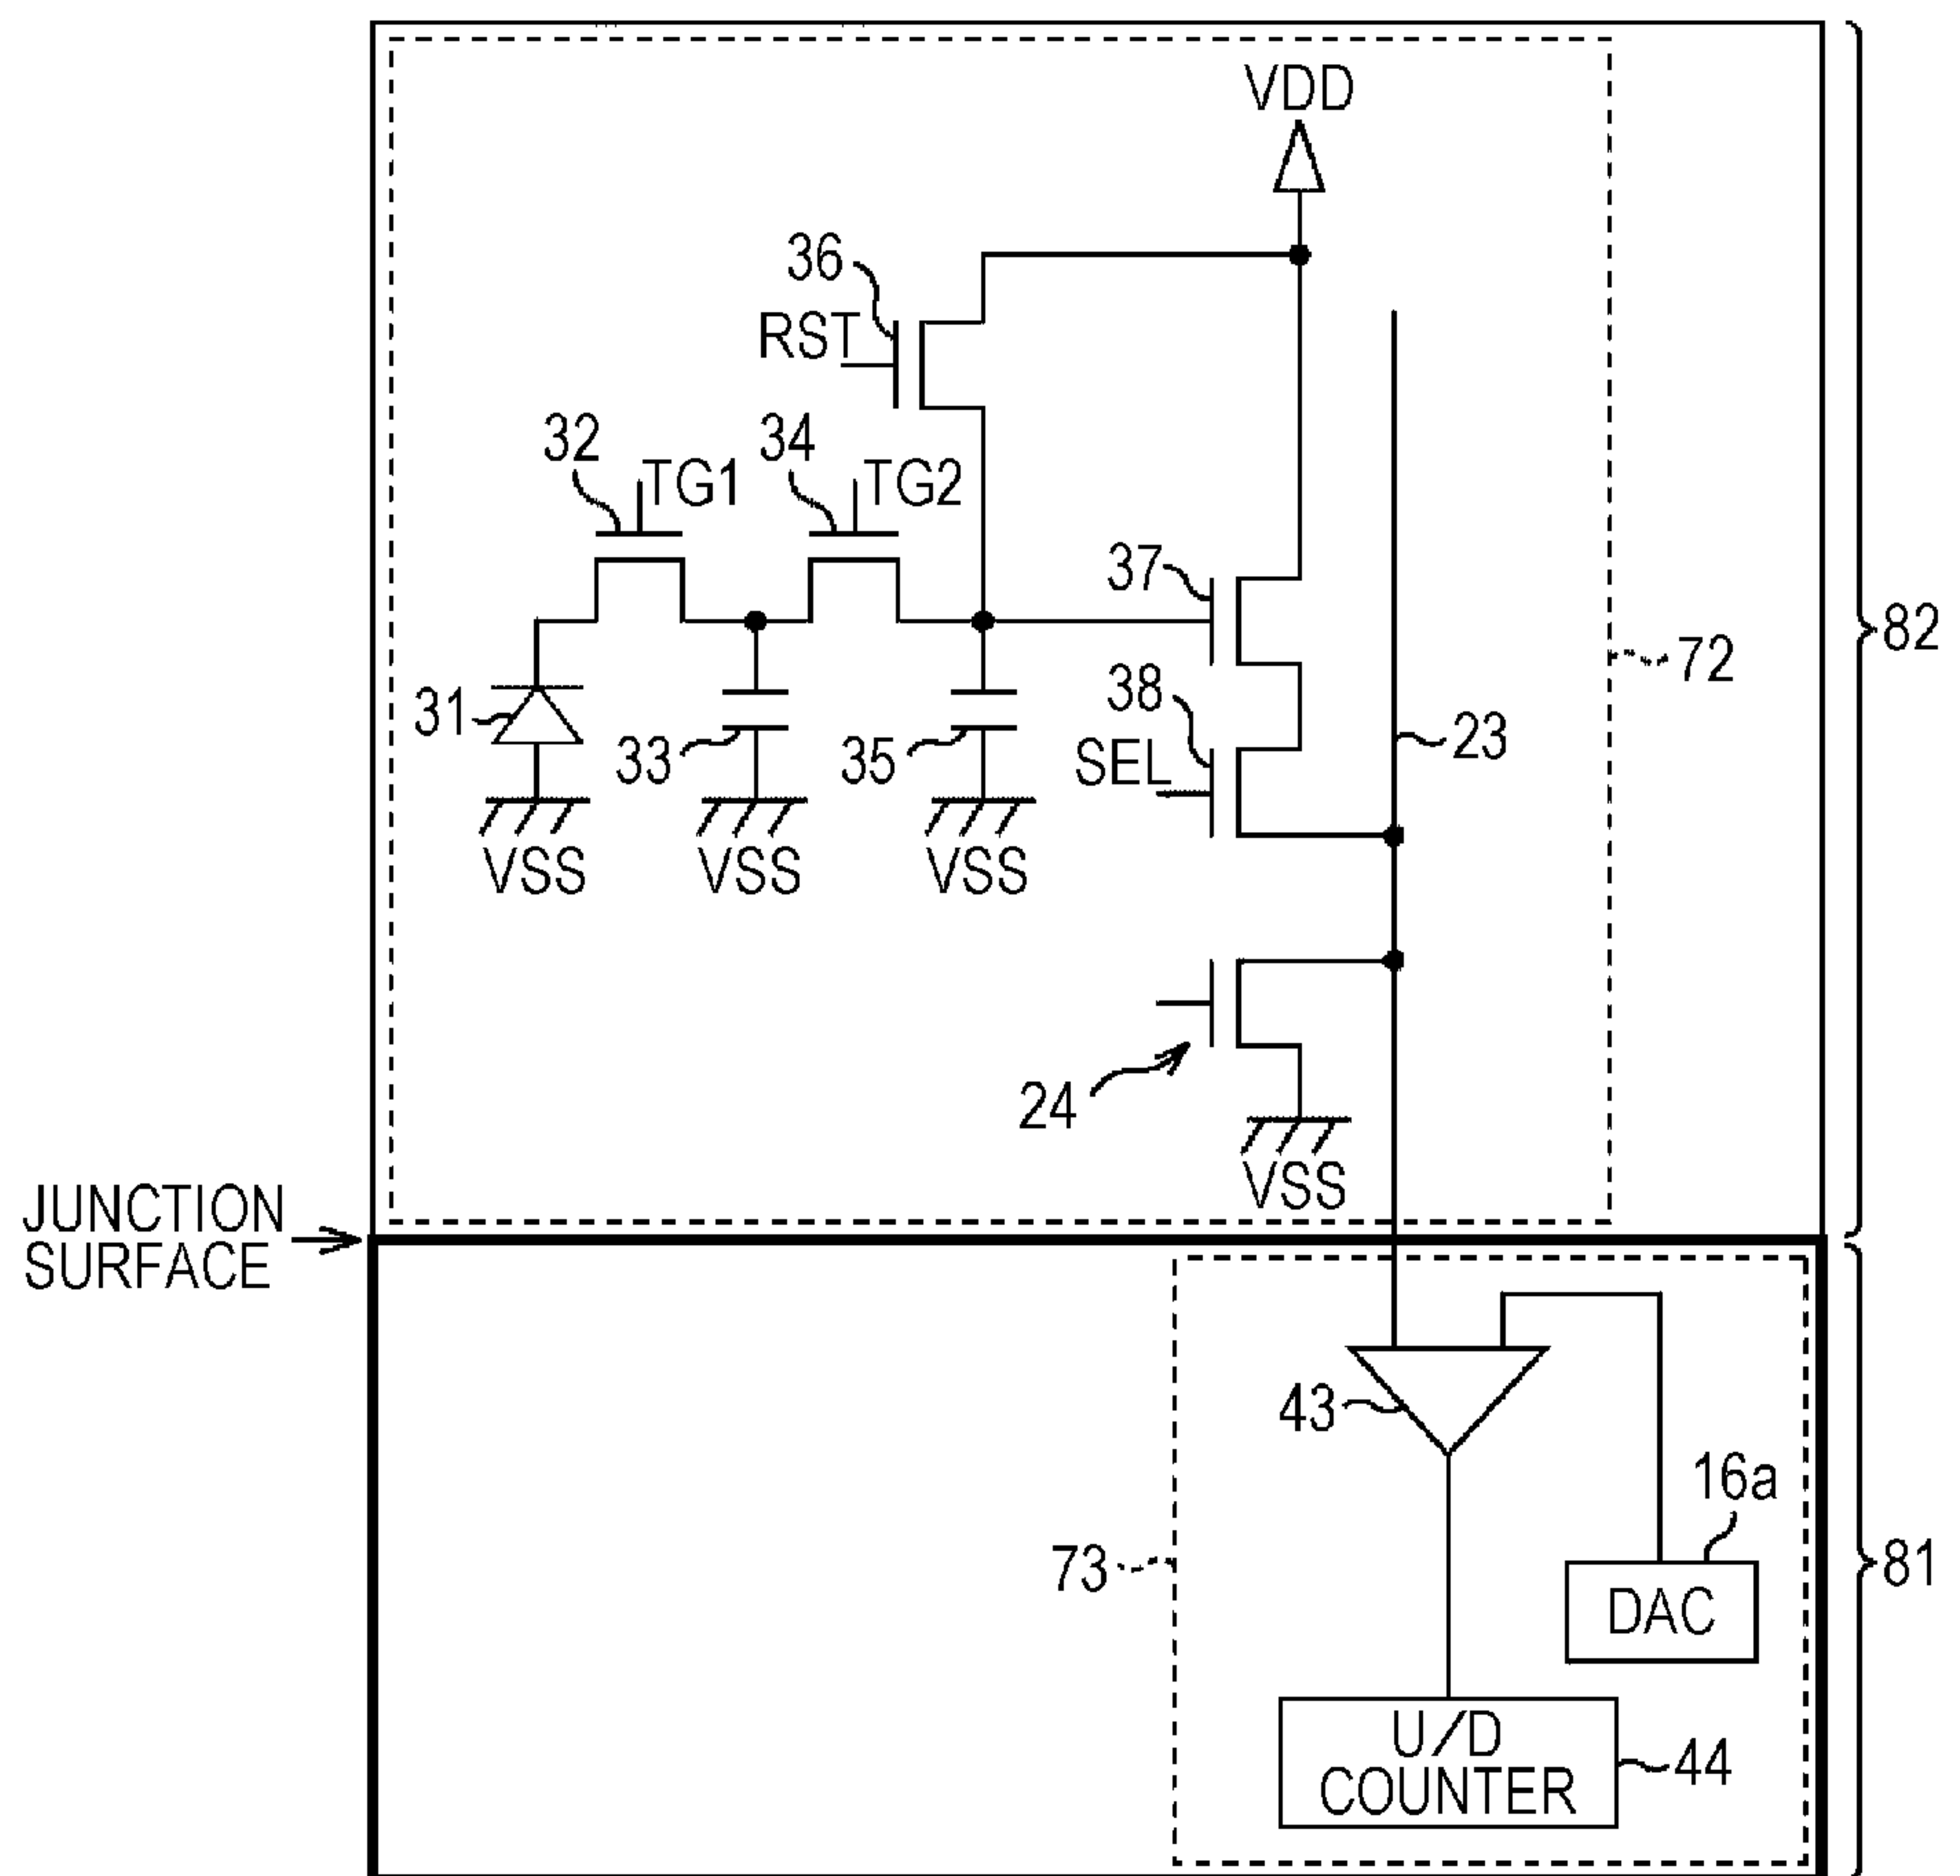 VDD
36
RST
32
TG1
34
TG2
37
82
72
31
33
35
38
SEL
23
VSS
VSS
VSS
24
VSS
JUNCTION
SURFACE
43
16a
73
DAC
81
U/D
COUNTER
44